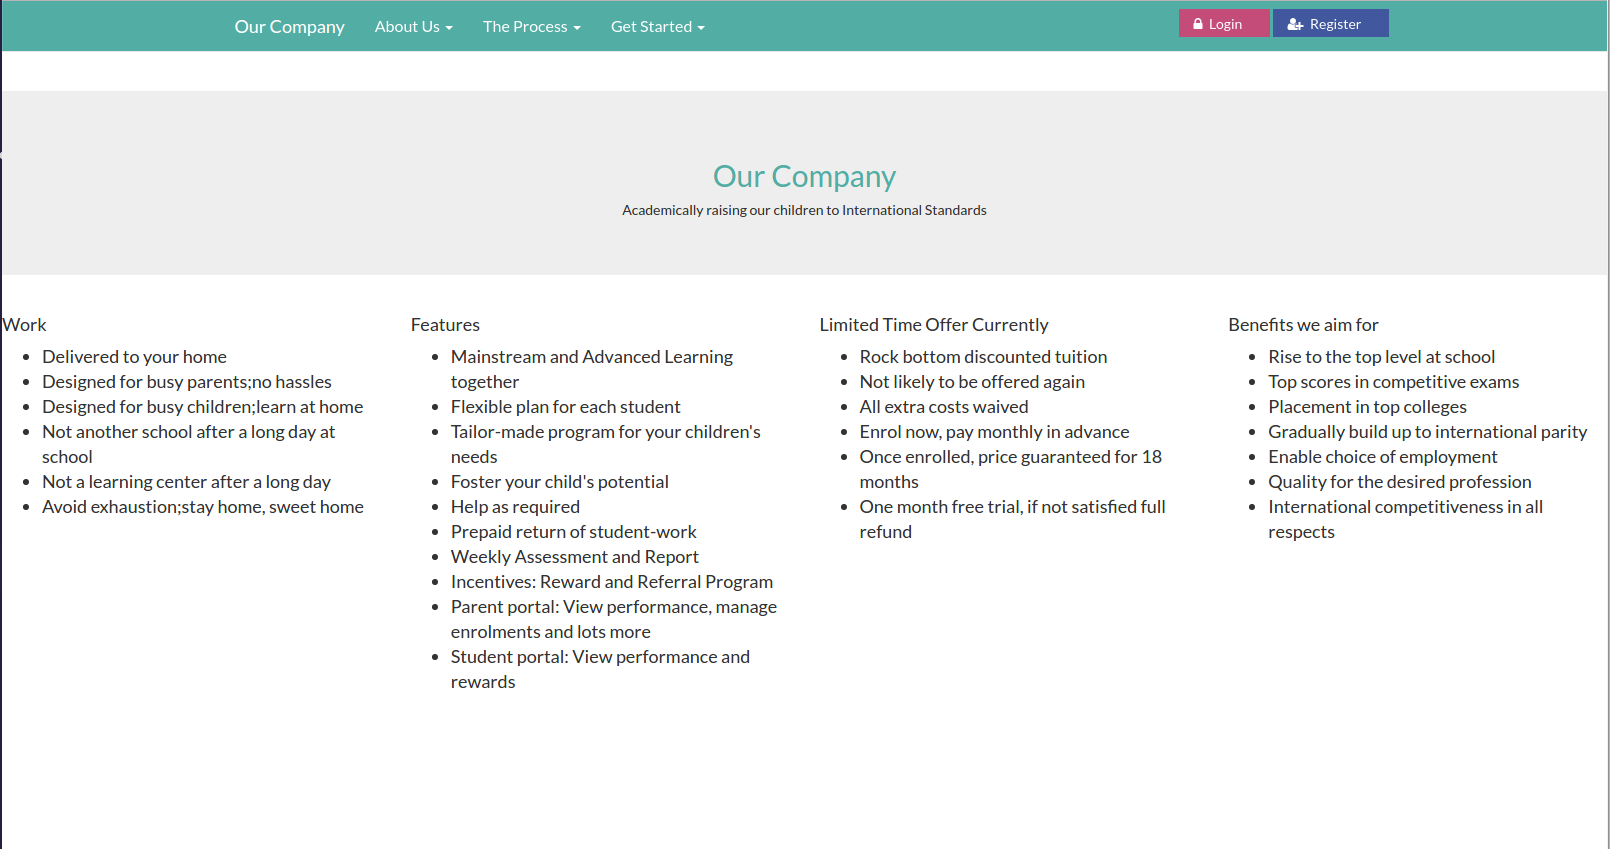 Our Company
About Us
The Process
Get Started
Login
Register
Our Company
Academically raising our children to International Standards
Work
Delivered to your home
Designed for busy parents;no hassles
Designed for busy children;learn at home
Not another school after a long day at
school
Not a learning center after a long day
Avoid exhaustion;stay home, sweet home
Features
Mainstream and Advanced Learning
together
Flexible plan for each student
Tailor-made program for your children's
needs
Foster your child's potential
Help as required
Prepaid return of student-work
Weekly Assessment and Report
Incentives: Reward and Referral Program
Parent portal: View performance, manage
enrolments and lots more
Student portal: View performance and
rewards
Limited Time Offer Currently
Rock bottom discounted tuition
Not likely to be offered again
All extra costs waived
Enrol now, pay monthly in advance
Once enrolled, price guaranteed for 18
months
One month free trial, if not satisfied full
refund
Benefits we aim for
Rise to the top level at school
Top scores in competitive exams
Placement in top colleges
Gradually build up to international parity
Enable choice of employment
Quality for the desired profession
International competitiveness in all
respects